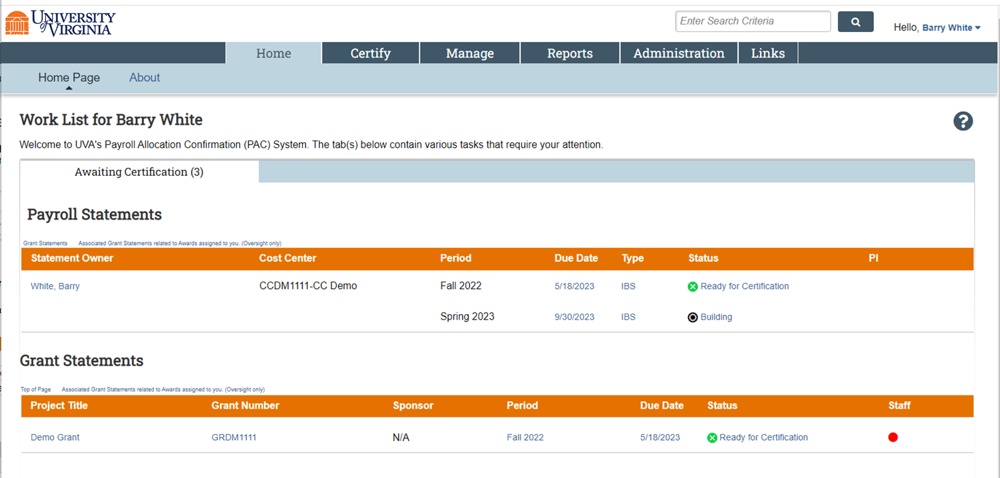 UNIVERSITY
of VIRGINIA
Enter Search Criteria
Hello, Barry White
Home Certify Manage Reports Administration Links
Home Page About
Work List for Barry White
?
Welcome to UVA's Payroll Allocation Confirmation (PAC) System. The tab(s) below contain various tasks that require your attention.
Awaiting Certification (3)
Payroll Statements
Grant Statements Associated Grant Statements related to Awards assigned to you. (Oversight only)
Statement Owner Cost Center Period Due Date Type Status PI
White, Barry CCDM1111-CC Demo Fall 2022 5/18/2023 IBS Ready for Certification
Spring 2023 9/30/2023 IBS Building
Grant Statements
Top of Page Associated Grant Statements related to Awards assigned to you. (Oversight only)
Project Title Grant Number Sponsor Period Due Date Status Staff
Demo Grant GRDM1111 N/A Fall 2022 5/18/2023 Ready for Certification